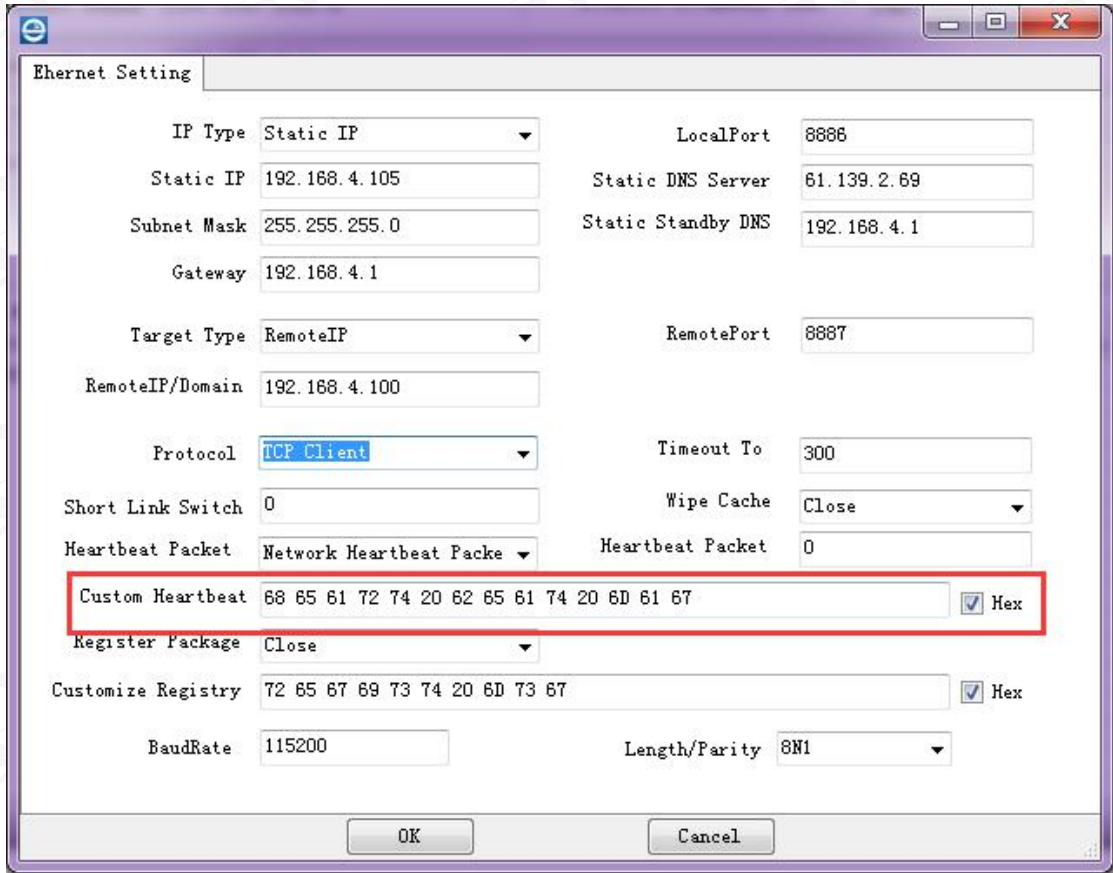 Ehernet Setting
IP Type Static IP LocalPort 8886
Static IP 192.168.4.105 Static DNS Server 61.139.2.69
Subnet Mask 255.255.255.0 Static Standby DNS 192.168.4.1
Gateway 192.168.4.1
Target Type RemoteIP RemotePort 8887
RemoteIP/Domain 192.168.4.100
Protocol TCP Client Timeout To 300
Short Link Switch 0 Wipe Cache Close
Heartbeat Packet Network Heartbeat Packe Heartbeat Packet 0
Custom Heartbeat 68 65 61 72 74 20 62 65 61 74 20 6D 61 67 Hex
Register Package Close
Customize Registry 72 65 67 69 73 74 20 6D 73 67 Hex
BaudRate 115200 Length/Parity 8N1
OK Cancel